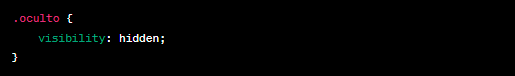 .oculto {
    visibility: hidden;
}